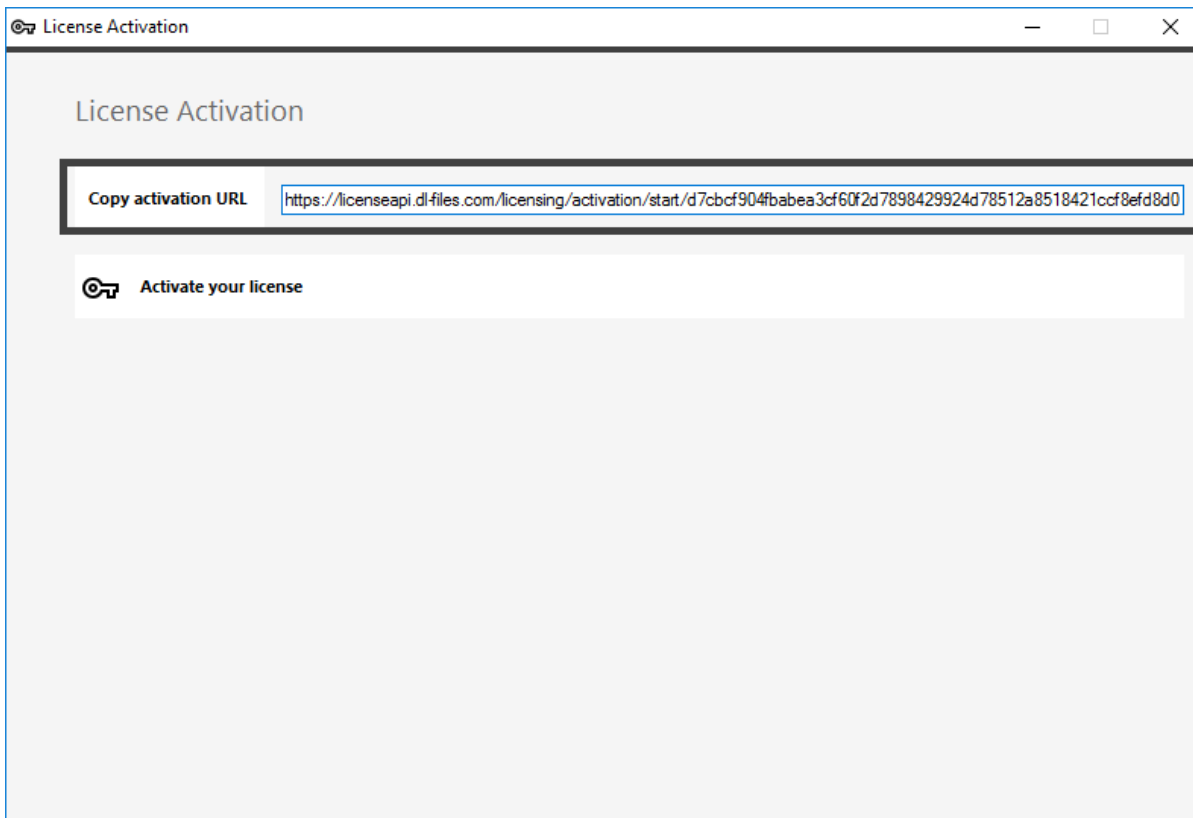 License Activation
License Activation
Copy activation URL
https://licenseapi.dl-files.com/licensing/activation/start/d7cbcf904fbabea3cf60f2d7898429924d78512a8518421ccf8efd8d0
Activate your license